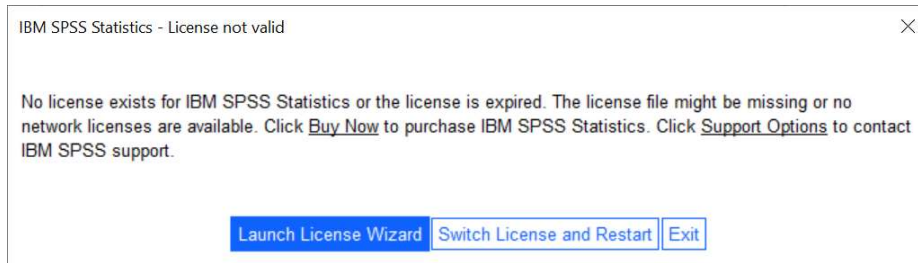 IBM SPSS Statistics - License not valid
No license exists for IBM SPSS Statistics or the license is expired. The license file might be missing or no
network licenses are available. Click Buy Now to purchase IBM SPSS Statistics. Click Support Options to contact
IBM SPSS support.
Launch License Wizard Switch License and Restart Exit